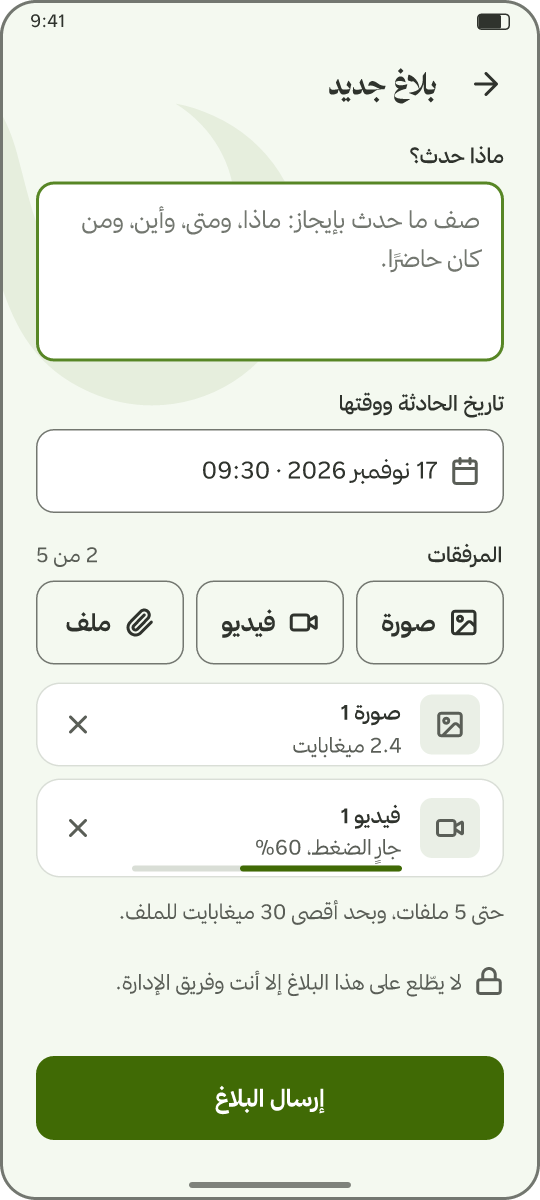 9:41
بلاغ جديد
ماذا حدث؟
صف ما حدث بإيجاز: ماذا، ومتى، وأين، ومن
كان حاضرًا.
تاريخ الحادثة ووقتها
17 نوفمبر 2026 · 09:30
المرفقات
2 من 5
صورة
فيديو
ملف
صورة 1
2.4 ميغابايت
فيديو 1
جارٍ الضغط، 60%
حتى 5 ملفات، وبحد أقصى 30 ميغابايت للملف.
لا يطّلع على هذا البلاغ إلا أنت وفريق الإدارة.
إرسال البلاغ